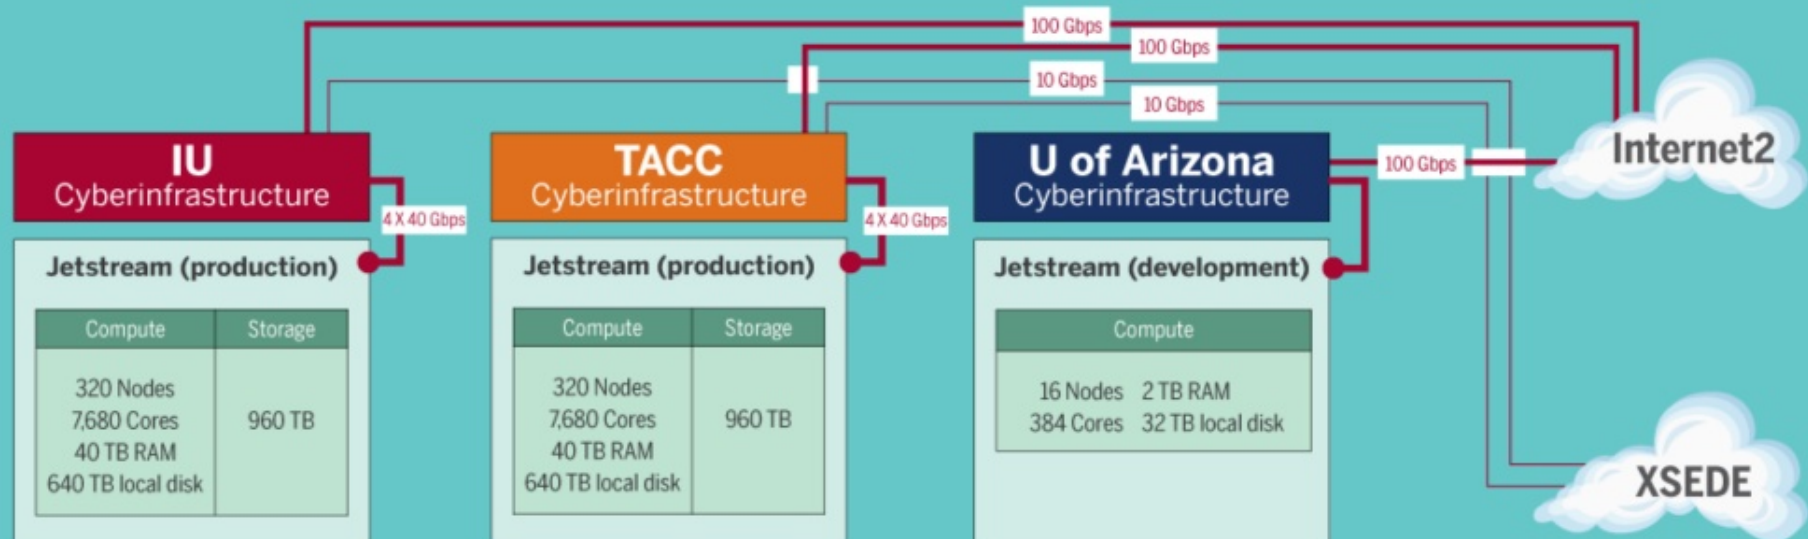 100 Gbps
100 Gbps
10 Gbps
10 Gbps
IU
Cyberinfrastructure
4 X 40 Gbps
TACC
Cyberinfrastructure
4 X 40 Gbps
U of Arizona
Cyberinfrastructure
100 Gbps
Internet2
Jetstream (production)
Compute
Storage
320 Nodes
7,680 Cores
40 TB RAM
640 TB local disk
960 TB
Jetstream (production)
Compute
Storage
320 Nodes
7,680 Cores
40 TB RAM
640 TB local disk
960 TB
Jetstream (development)
Compute
16 Nodes 2 TB RAM
384 Cores 32 TB local disk
XSEDE